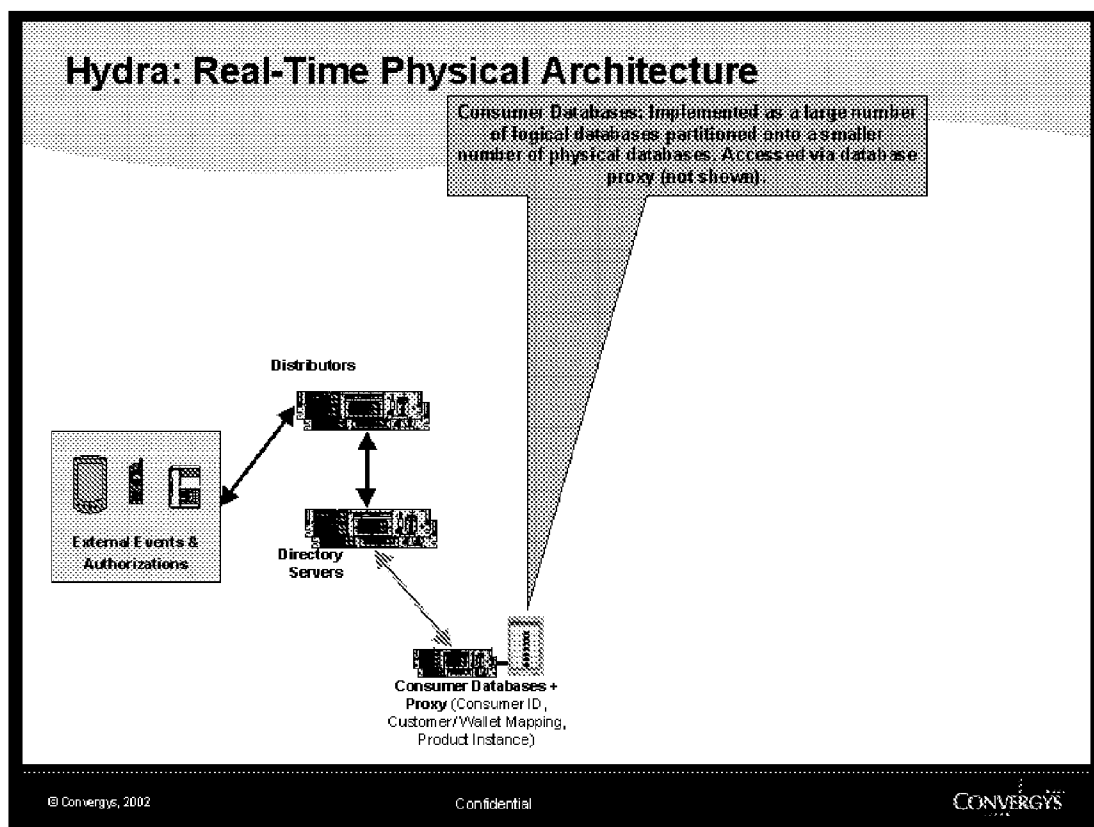 Hydra: Real-Time Physical Architecture
Consumer Databases: Implemented as a large number
of logical databases partitioned onto a smaller
number of physical databases. Accessed via database
proxy (not shown).
Distributors
External Events &
Authorizations
Directory
Servers
Consumer Databases +
Proxy (Consumer ID,
Customer/Wallet Mapping,
Product Instance)
© Convergys, 2002
Confidential
CONVERGYS